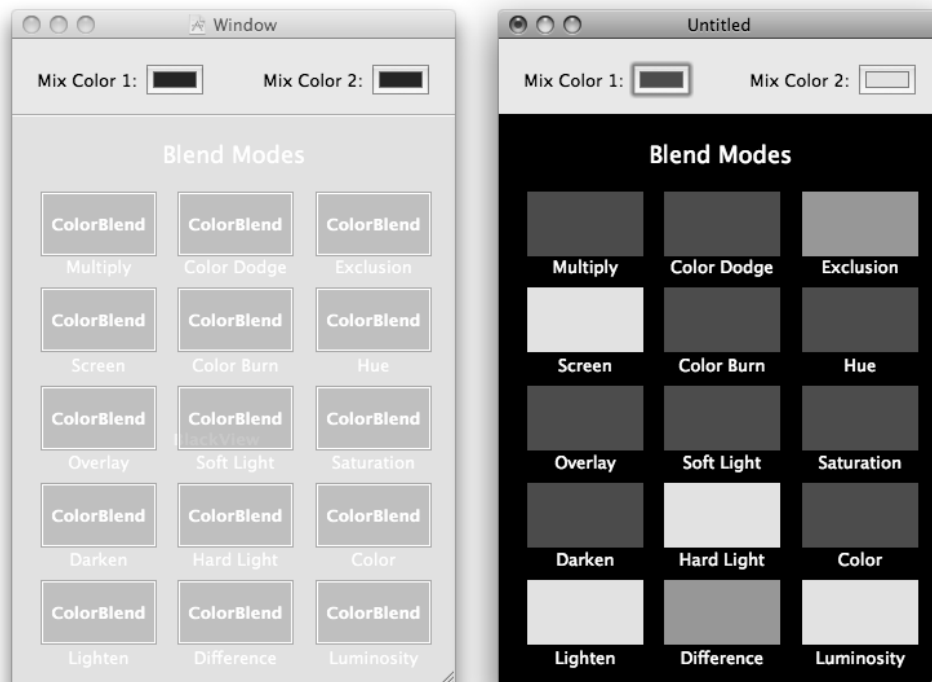 Window
Mix Color 1: Mix Color 2:
Blend Modes
ColorBlend ColorBlend ColorBlend
Multiply Color Dodge Exclusion
ColorBlend ColorBlend ColorBlend
Screen Color Burn Hue
ColorBlend ColorBlend ColorBlend
BlackView
Overlay Soft Light Saturation
ColorBlend ColorBlend ColorBlend
Darken Hard Light Color
ColorBlend ColorBlend ColorBlend
Lighten Difference Luminosity
Untitled
Mix Color 1: Mix Color 2:
Blend Modes
Multiply Color Dodge Exclusion
Screen Color Burn Hue
Overlay Soft Light Saturation
Darken Hard Light Color
Lighten Difference Luminosity